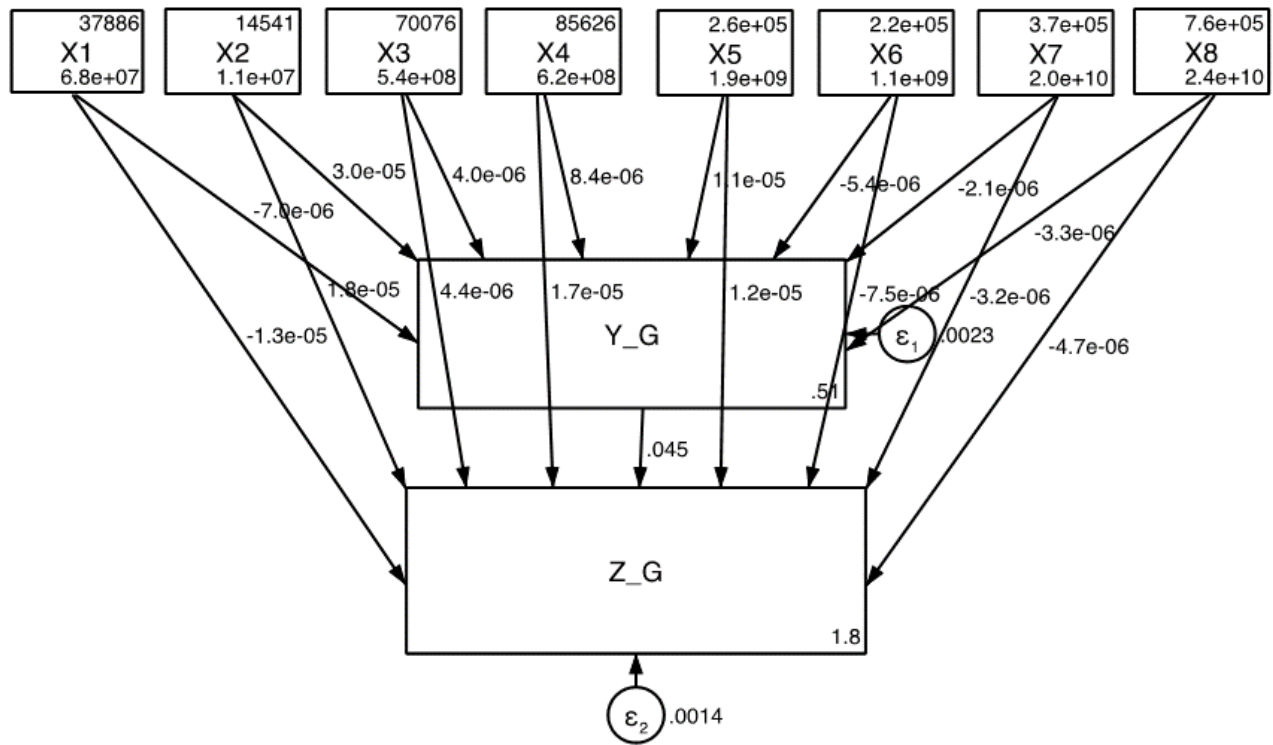 37886 14541 70076 85626 2.6e+05 2.2e+05 3.7e+05 7.6e+05
X1 X2 X3 X4 X5 X6 X7 X8
6.8e+07 1.1e+07 5.4e+08 6.2e+08 1.9e+09 1.1e+09 2.0e+10 2.4e+10
3.0e-05 4.0e-06 8.4e-06 1.1e-05 -5.4e-06 -2.1e-06
-7.0e-06 -3.3e-06
1.8e-05 4.4e-06 1.7e-05 1.2e-05 -7.5e-06 -3.2e-06
-1.3e-05 Y_G ε1 .0023 -4.7e-06
.51
.045
Z_G
1.8
ε2 .0014